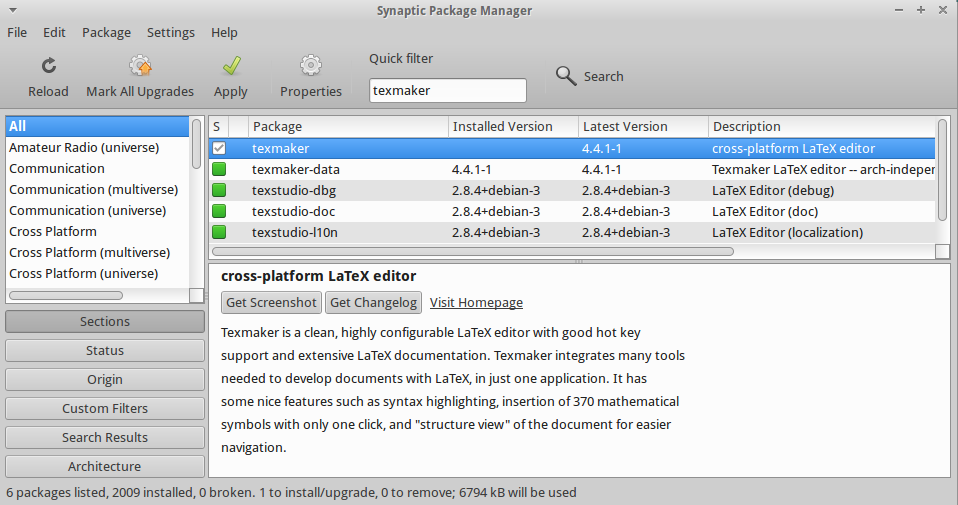 Synaptic Package Manager
File Edit Package Settings Help
Reload Mark All Upgrades Apply Properties
Quick filter
texmaker
Search
All
Amateur Radio (universe)
Communication
Communication (multiverse)
Communication (universe)
Cross Platform
Cross Platform (multiverse)
Cross Platform (universe)
Sections
Status
Origin
Custom Filters
Search Results
Architecture
S Package Installed Version Latest Version Description
texmaker 4.4.1-1 cross-platform LaTeX editor
texmaker-data 4.4.1-1 4.4.1-1 Texmaker LaTeX editor -- arch-indeper
texstudio-dbg 2.8.4+debian-3 2.8.4+debian-3 LaTeX Editor (debug)
texstudio-doc 2.8.4+debian-3 2.8.4+debian-3 LaTeX Editor (doc)
texstudio-l10n 2.8.4+debian-3 2.8.4+debian-3 LaTeX Editor (localization)
cross-platform LaTeX editor
Get Screenshot Get Changelog Visit Homepage
Texmaker is a clean, highly configurable LaTeX editor with good hot key
support and extensive LaTeX documentation. Texmaker integrates many tools
needed to develop documents with LaTeX, in just one application. It has
some nice features such as syntax highlighting, insertion of 370 mathematical
symbols with only one click, and "structure view" of the document for easier
navigation.
6 packages listed, 2009 installed, 0 broken. 1 to install/upgrade, 0 to remove; 6794 kB will be used